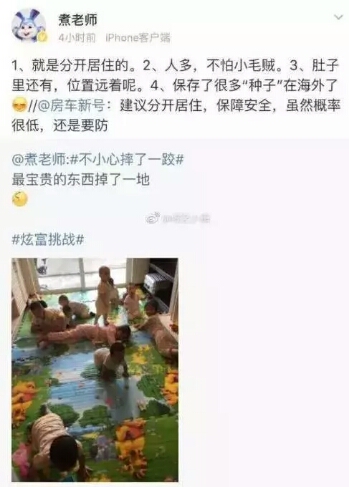 煮老师
4小时前 iPhone客户端
1、就是分开居住的。2、人多，不怕小毛贼。3、肚子
里还有，位置远着呢。4、保存了很多“种子”在海外了
//@房车新号：建议分开居住，保障安全，虽然概率
很低，还是要防
@煮老师:#不小心摔了一跤#
最宝贵的东西掉了一地
#炫富挑战#